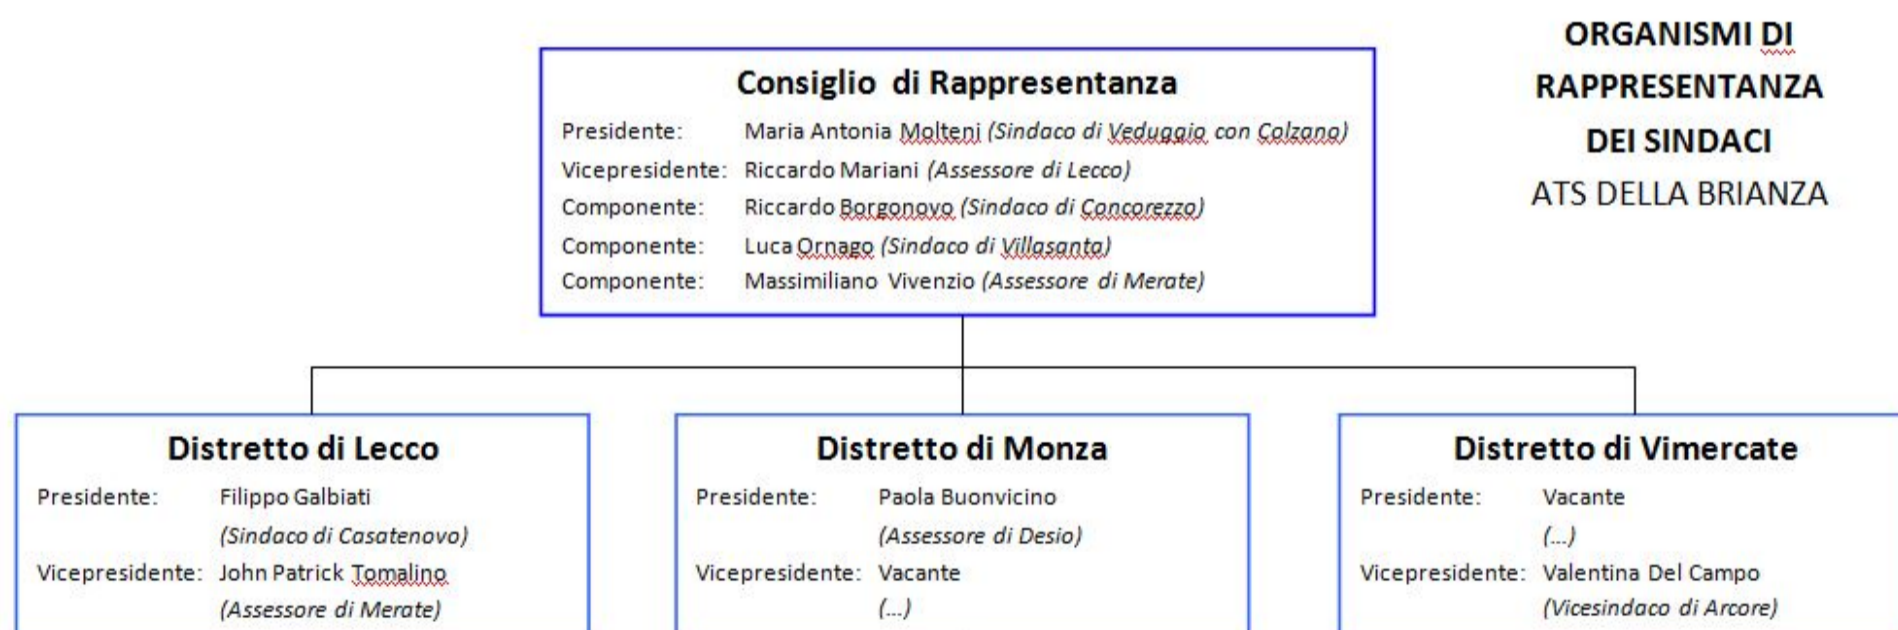 ORGANISMI DI
RAPPRESENTANZA
DEI SINDACI
ATS DELLA BRIANZA
Consiglio di Rappresentanza
Presidente: Maria Antonia Molteni (Sindaco di Veduggio con Colzano)
Vicepresidente: Riccardo Mariani (Assessore di Lecco)
Componente: Riccardo Borgonovo (Sindaco di Concorezzo)
Componente: Luca Ornago (Sindaco di Villasanta)
Componente: Massimiliano Vivenzio (Assessore di Merate)
Distretto di Lecco
Presidente: Filippo Galbiati
(Sindaco di Casatenovo)
Vicepresidente: John Patrick Tomalino
(Assessore di Merate)
Distretto di Monza
Presidente: Paola Buonvicino
(Assessore di Desio)
Vicepresidente: Vacante
(...)
Distretto di Vimercate
Presidente: Vacante
(...)
Vicepresidente: Valentina Del Campo
(Vicesindaco di Arcore)